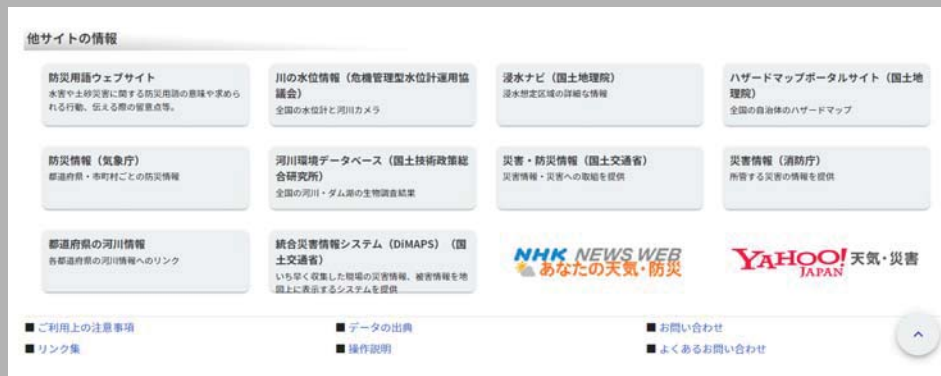 他サイトの情報
防災用語ウェブサイト
水害や土砂災害に関する防災用語の意味や求めら
れる行動、伝える際の留意点等。
川の水位情報（危機管理型水位計運用協
議会）
全国の水位計と河川カメラ
浸水ナビ（国土地理院）
浸水想定区域の詳細な情報
ハザードマップポータルサイト（国土地
理院）
全国の自治体のハザードマップ
防災情報（気象庁）
都道府県・市町村ごとの防災情報
河川環境データベース（国土技術政策総
合研究所）
全国の河川・ダム湖の生物調査結果
災害・防災情報（国土交通省）
災害情報・災害への取組を提供
災害情報（消防庁）
所管する災害の情報を提供
都道府県の河川情報
各都道府県の河川情報へのリンク
統合災害情報システム（DiMAPS）（国
土交通省）
いち早く収集した現場の災害情報、被害情報を地
図上に表示するシステムを提供
NHK NEWS WEB
あなたの天気・防災
YAHOO! JAPAN 天気・災害
■ ご利用上の注意事項
■ データの出典
■ お問い合わせ
■ リンク集
■ 操作説明
■ よくあるお問い合わせ